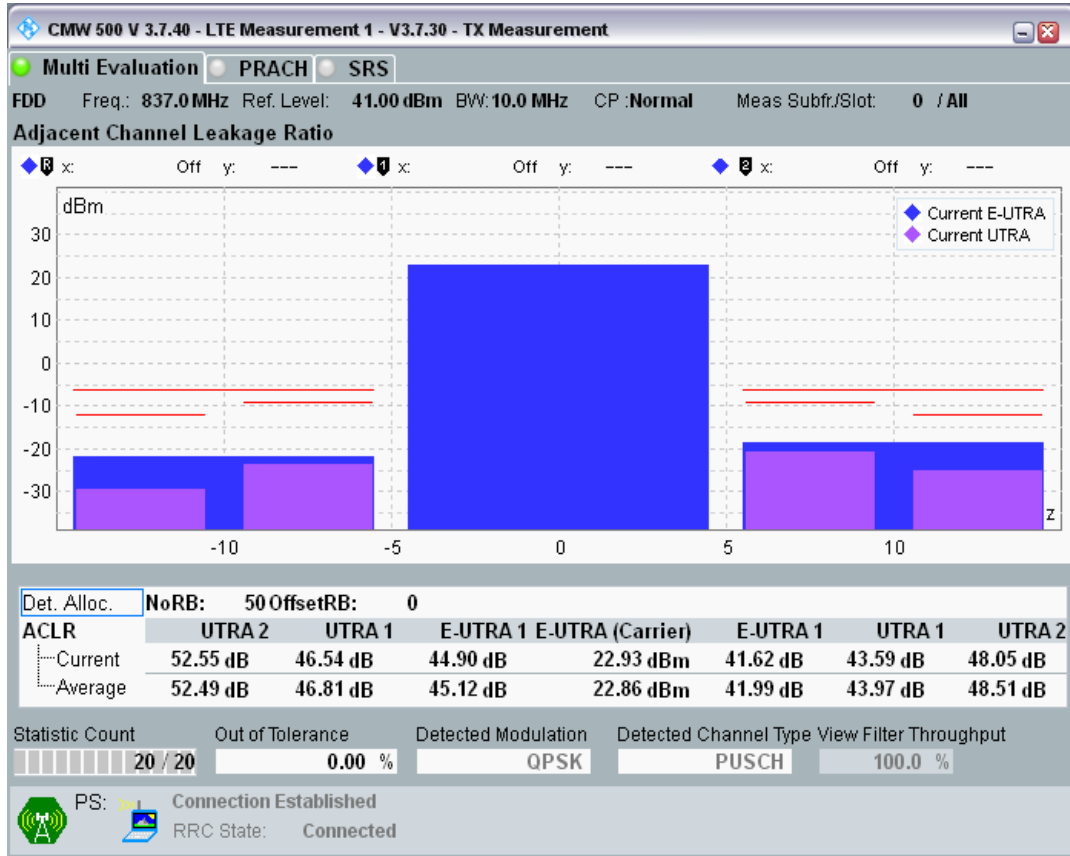 CMW 500 V 3.7.40 - LTE Measurement 1 - V3.7.30 - TX Measurement
Multi Evaluation PRACH SRS
FDD Freq.: 837.0 MHz Ref. Level: 41.00 dBm BW: 10.0 MHz CP :Normal Meas Subfr./Slot: 0 / All
Adjacent Channel Leakage Ratio
R x: Off y: --- 1 x: Off y: --- 2 x: Off y: ---
dBm
Current E-UTRA
Current UTRA
30
20
10
0
-10
-20
-30
z
-10 -5 0 5 10
Det. Alloc. NoRB: 50 OffsetRB: 0
ACLR UTRA 2 UTRA 1 E-UTRA 1 E-UTRA (Carrier) E-UTRA 1 UTRA 1 UTRA 2
Current 52.55 dB 46.54 dB 44.90 dB 22.93 dBm 41.62 dB 43.59 dB 48.05 dB
Average 52.49 dB 46.81 dB 45.12 dB 22.86 dBm 41.99 dB 43.97 dB 48.51 dB
Statistic Count Out of Tolerance Detected Modulation Detected Channel Type View Filter Throughput
20 / 20 0.00 % QPSK PUSCH 100.0 %
PS: Connection Established
RRC State: Connected